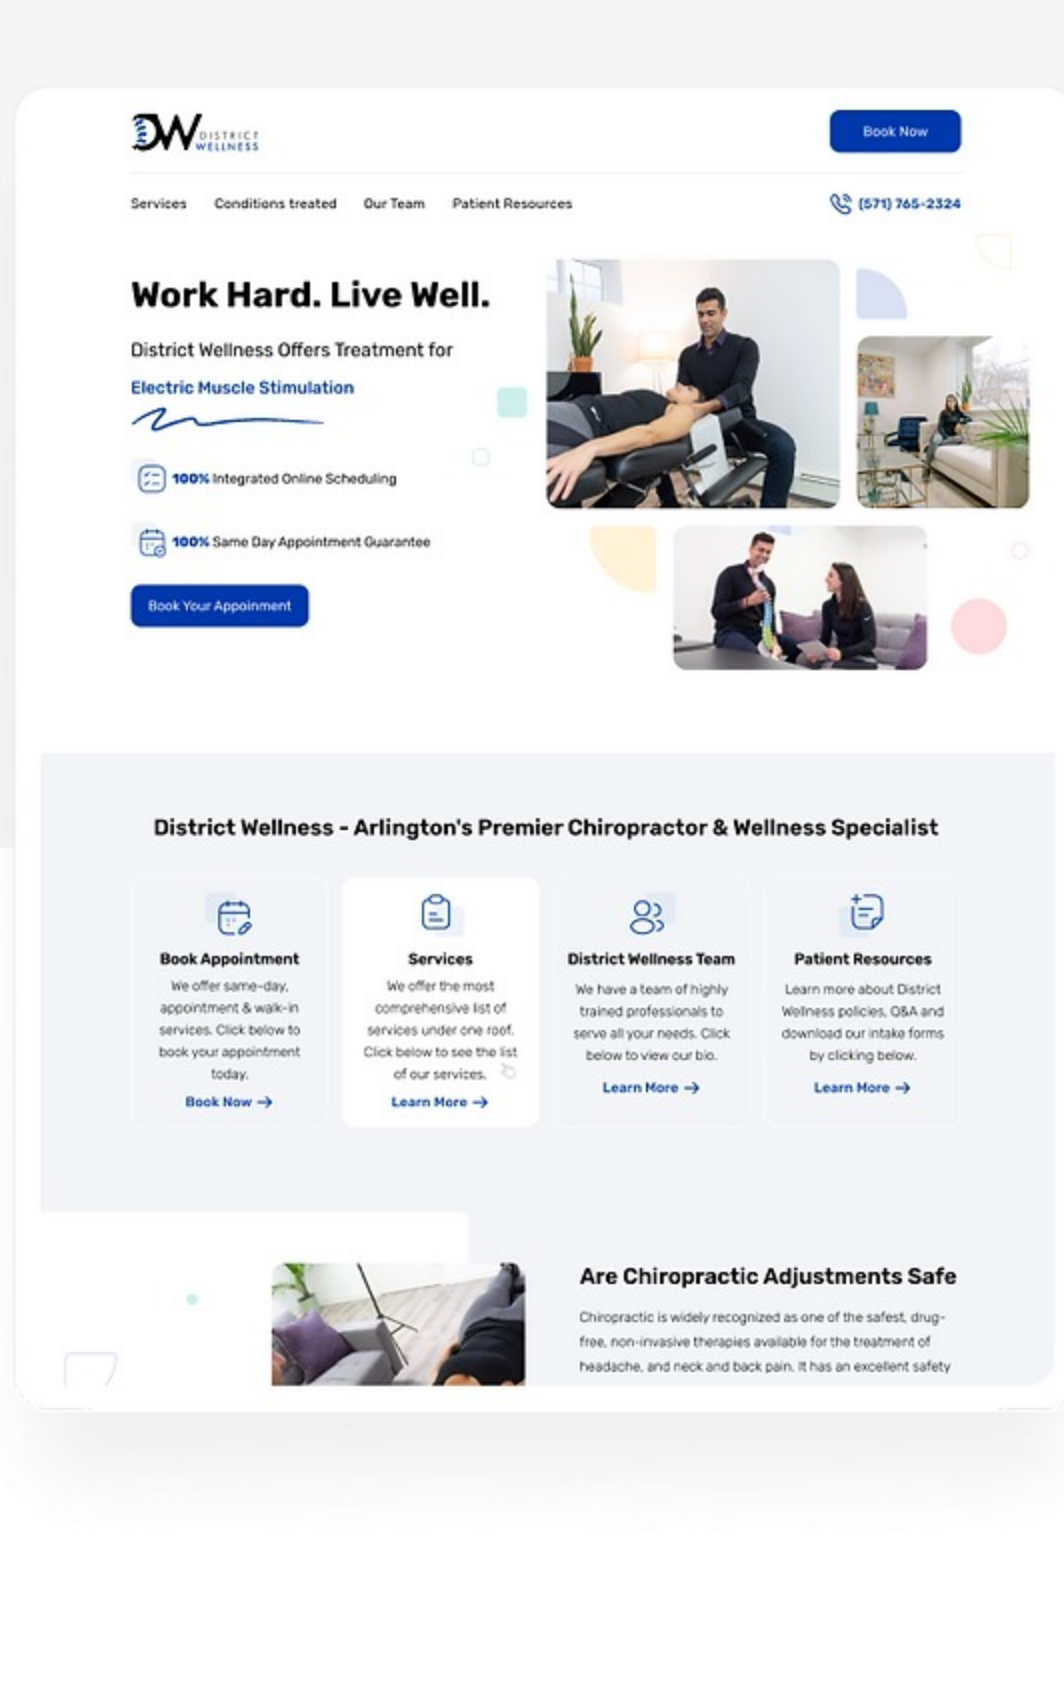 DW DISTRICT
WELLNESS
Book Now
Services Conditions treated Our Team Patient Resources (571) 765-2324
Work Hard. Live Well.
District Wellness Offers Treatment for
Electric Muscle Stimulation
100% Integrated Online Scheduling
100% Same Day Appointment Guarantee
Book Your Appoinment
District Wellness - Arlington's Premier Chiropractor & Wellness Specialist
Book Appointment
We offer same-day,
appointment & walk-in
services. Click below to
book your appointment
today.
Book Now →
Services
We offer the most
comprehensive list of
services under one roof.
Click below to see the list
of our services.
Learn More →
District Wellness Team
We have a team of highly
trained professionals to
serve all your needs. Click
below to view our bio.
Learn More →
Patient Resources
Learn more about District
Wellness policies, Q&A and
download our intake forms
by clicking below.
Learn More →
Are Chiropractic Adjustments Safe
Chiropractic is widely recognized as one of the safest, drug-
free, non-invasive therapies available for the treatment of
headache, and neck and back pain. It has an excellent safety